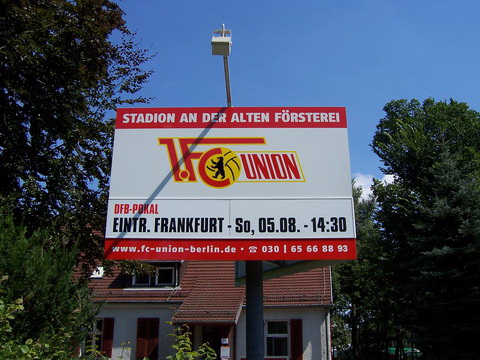 STADION AN DER ALTEN FÖRSTEREI
1.FC UNION
DFB-POKAL
EINTR. FRANKFURT - So, 05.08. - 14:30
www.fc-union-berlin.de • ☎ 030 | 65 66 88 93